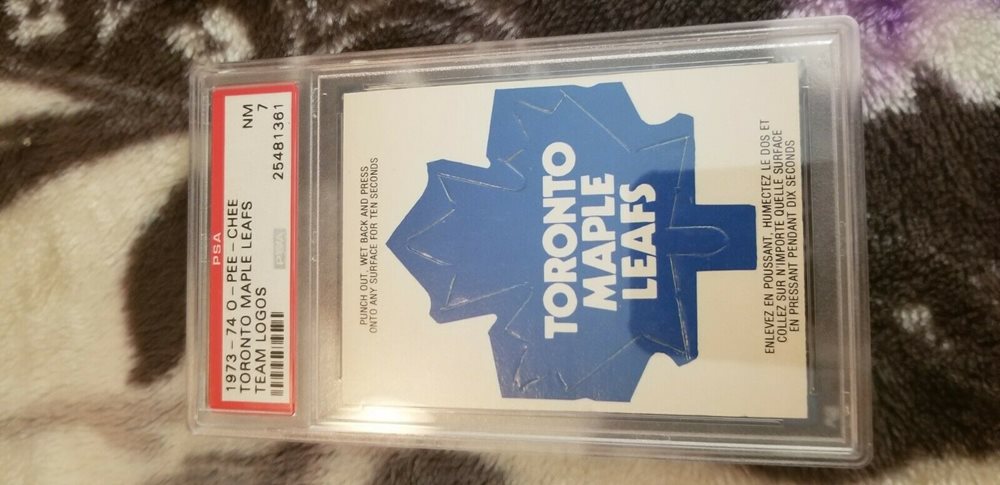 PSA
1973-74 O-PEE-CHEE
TORONTO MAPLE LEAFS
TEAM LOGOS
NM
7
25481361
PSA
PUNCH OUT, WET BACK AND PRESS
ONTO ANY SURFACE FOR TEN SECONDS
TORONTO
MAPLE
LEAFS
ENLEVEZ EN POUSSANT, HUMECTEZ LE DOS ET
COLLEZ SUR N'IMPORTE QUELLE SURFACE
EN PRESSANT PENDANT DIX SECONDS